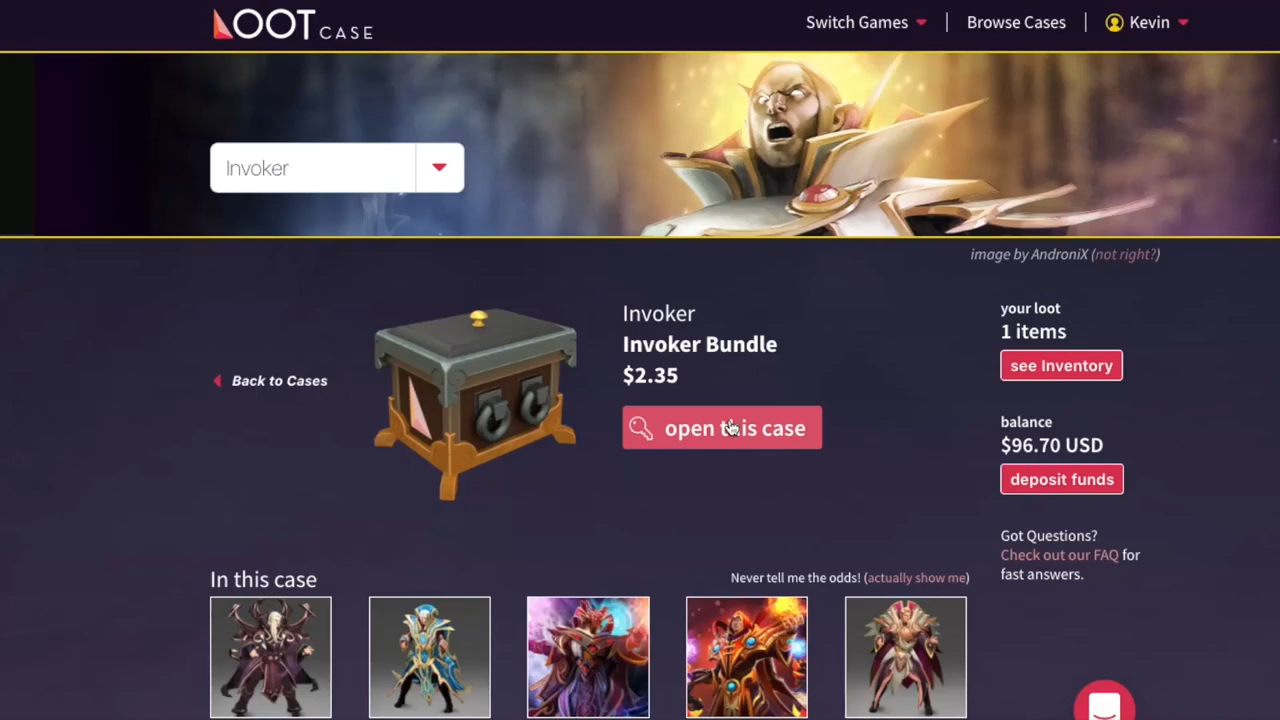 LOOT CASE
Switch Games
Browse Cases
Kevin
Invoker
image by AndroniX (not right?)
Back to Cases
Invoker
Invoker Bundle
$2.35
open this case
your loot
1 items
see Inventory
balance
$96.70 USD
deposit funds
Got Questions?
Check out our FAQ for
fast answers.
In this case
Never tell me the odds! (actually show me)